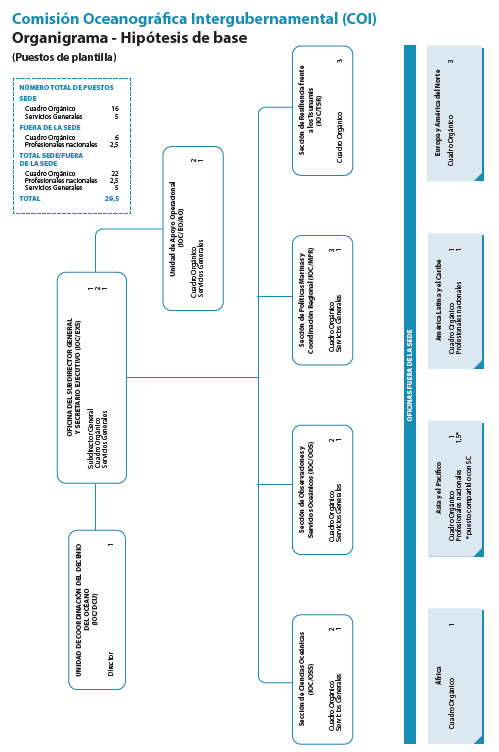 Comisión Oceanográfica Intergubernamental (COI)
Organigrama - Hipótesis de base
(Puestos de plantilla)
NÚMERO TOTAL DE PUESTOS
SEDE
Cuadro Orgánico 16
Servicios Generales 5
FUERA DE LA SEDE
Cuadro Orgánico 6
Profesionales nacionales 2,5
TOTAL SEDE/FUERA
DE LA SEDE
Cuadro Orgánico 22
Profesionales nacionales 2,5
Servicios Generales 5
TOTAL 29,5
OFICINA DEL SUBDIRECTOR GENERAL
Y SECRETARIO EJECUTIVO (IOC/EXS)
Subdirector General 1
Cuadro Orgánico 2
Servicios Generales 1
UNIDAD DE COORDINACIÓN DEL DECENIO
DEL OCÉANO
(IOC/DCU)
Director 1
Unidad de Apoyo Operacional
(IOC/EO/AO)
Cuadro Orgánico 2
Servicios Generales 1
Sección de Ciencias Oceánicas
(IOC/OSS)
Cuadro Orgánico 2
Servicios Generales 1
Sección de Observaciones y
Servicios Oceánicos (IOC/OOS)
Cuadro Orgánico 2
Servicios Generales 1
Sección de Políticas Marinas y
Coordinación Regional (IOC/MPR)
Cuadro Orgánico 3
Servicios Generales 1
Sección de Resiliencia frente
a los Tsunamis
(IOC/TSR)
Cuadro Orgánico 3
OFICINAS FUERA DE LA SEDE
África
Cuadro Orgánico 1
Asia y el Pacífico
Cuadro Orgánico 1
Profesionales nacionales 1,5*
*puesto compartido con SC
América Latina y el Caribe
Cuadro Orgánico 1
Profesionales nacionales 1
Europa y América del Norte
Cuadro Orgánico 3